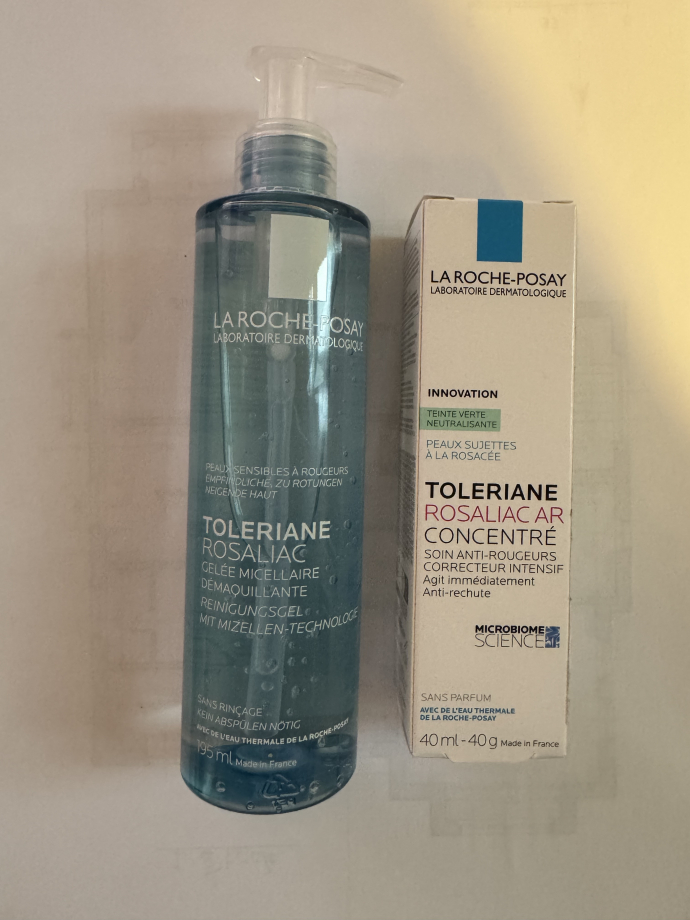 LA ROCHE-POSAY
LABORATOIRE DERMATOLOGIQUE
PEAUX SENSIBLES À ROUGEURS
EMPFINDLICHE, ZU RÖTUNGEN
NEIGENDE HAUT
TOLERIANE
ROSALIAC
GELÉE MICELLAIRE
DÉMAQUILLANTE
REINIGUNGSGEL
MIT MIZELLEN-TECHNOLOGIE
SANS RINÇAGE
KEIN ABSPÜLEN NÖTIG
AVEC DE L'EAU THERMALE DE LA ROCHE-POSAY
195 ml Made in France
LA ROCHE-POSAY
LABORATOIRE DERMATOLOGIQUE
INNOVATION
TEINTE VERTE
NEUTRALISANTE
PEAUX SUJETTES
À LA ROSACÉE
TOLERIANE
ROSALIAC AR
CONCENTRÉ
SOIN ANTI-ROUGEURS
CORRECTEUR INTENSIF
Agit immédiatement
Anti-rechute
MICROBIOME
SCIENCE
SANS PARFUM
AVEC DE L'EAU THERMALE
DE LA ROCHE-POSAY
40 ml - 40 g Made in France